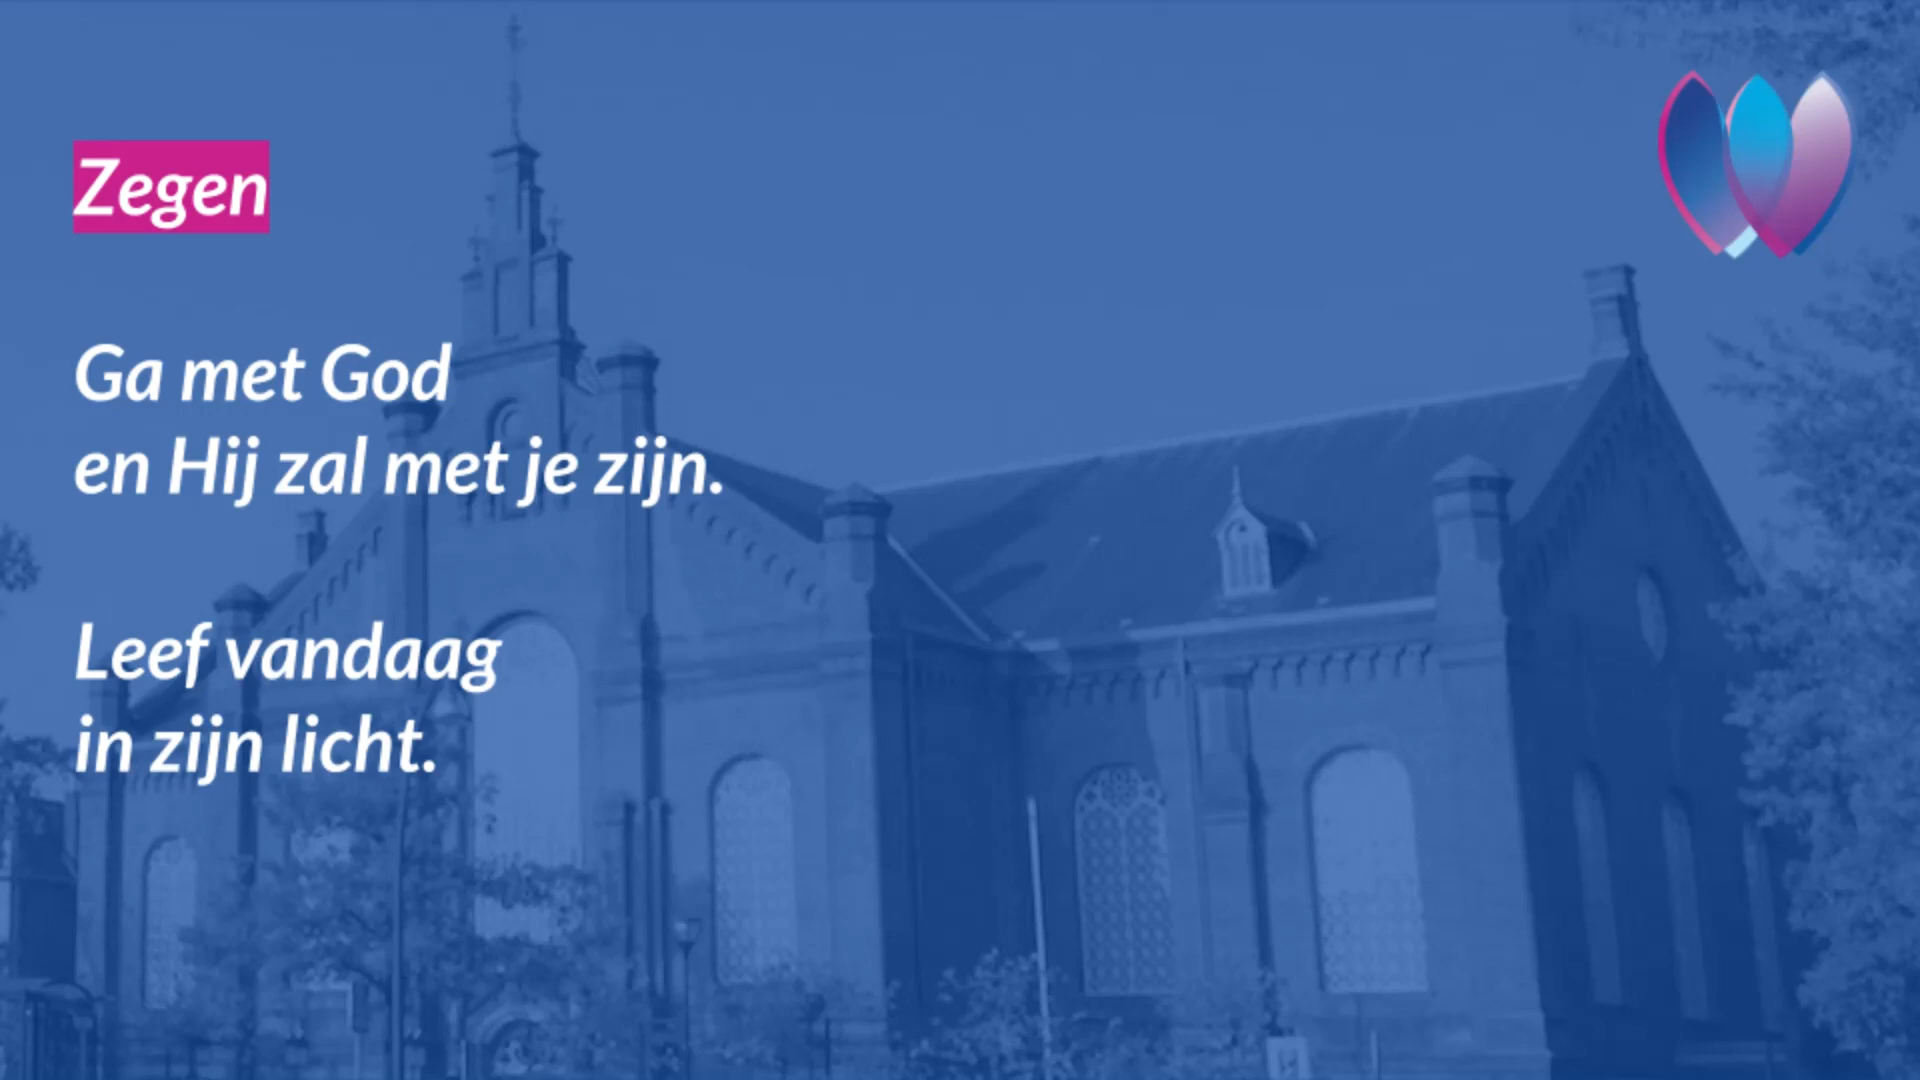 Zegen
Ga met God
en Hij zal met je zijn.
Leef vandaag
in zijn licht.